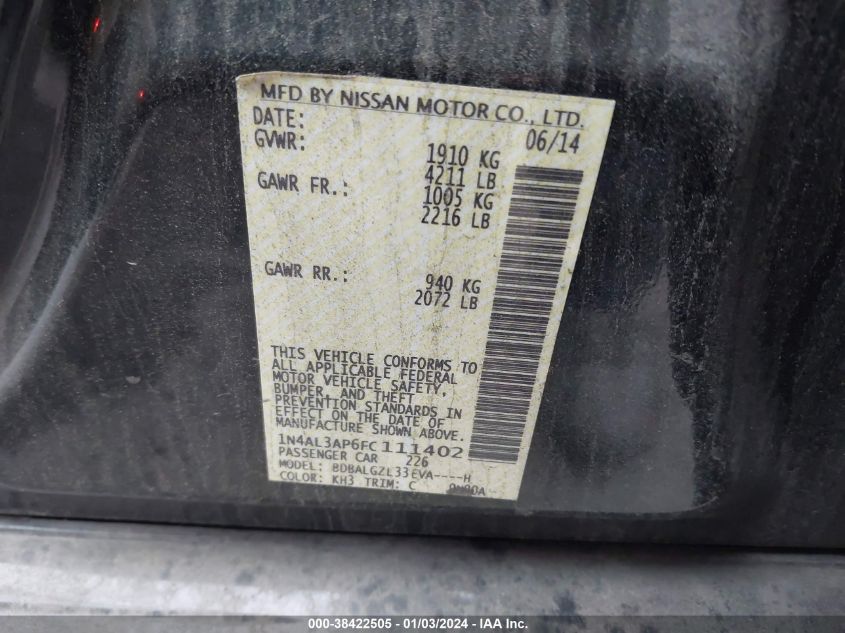 MFD BY NISSAN MOTOR CO., LTD.
DATE: 06/14
GVWR: 1910 KG
4211 LB
GAWR FR.: 1005 KG
2216 LB
GAWR RR.: 940 KG
2072 LB
THIS VEHICLE CONFORMS TO
ALL APPLICABLE FEDERAL
MOTOR VEHICLE SAFETY,
BUMPER, AND THEFT
PREVENTION STANDARDS IN
EFFECT ON THE DATE OF
MANUFACTURE SHOWN ABOVE.
1N4AL3AP6FC111402
PASSENGER CAR 226
MODEL: BDBALGZL33EVA----H
COLOR: KH3 TRIM: C
000-38422505 - 01/03/2024 - IAA Inc.